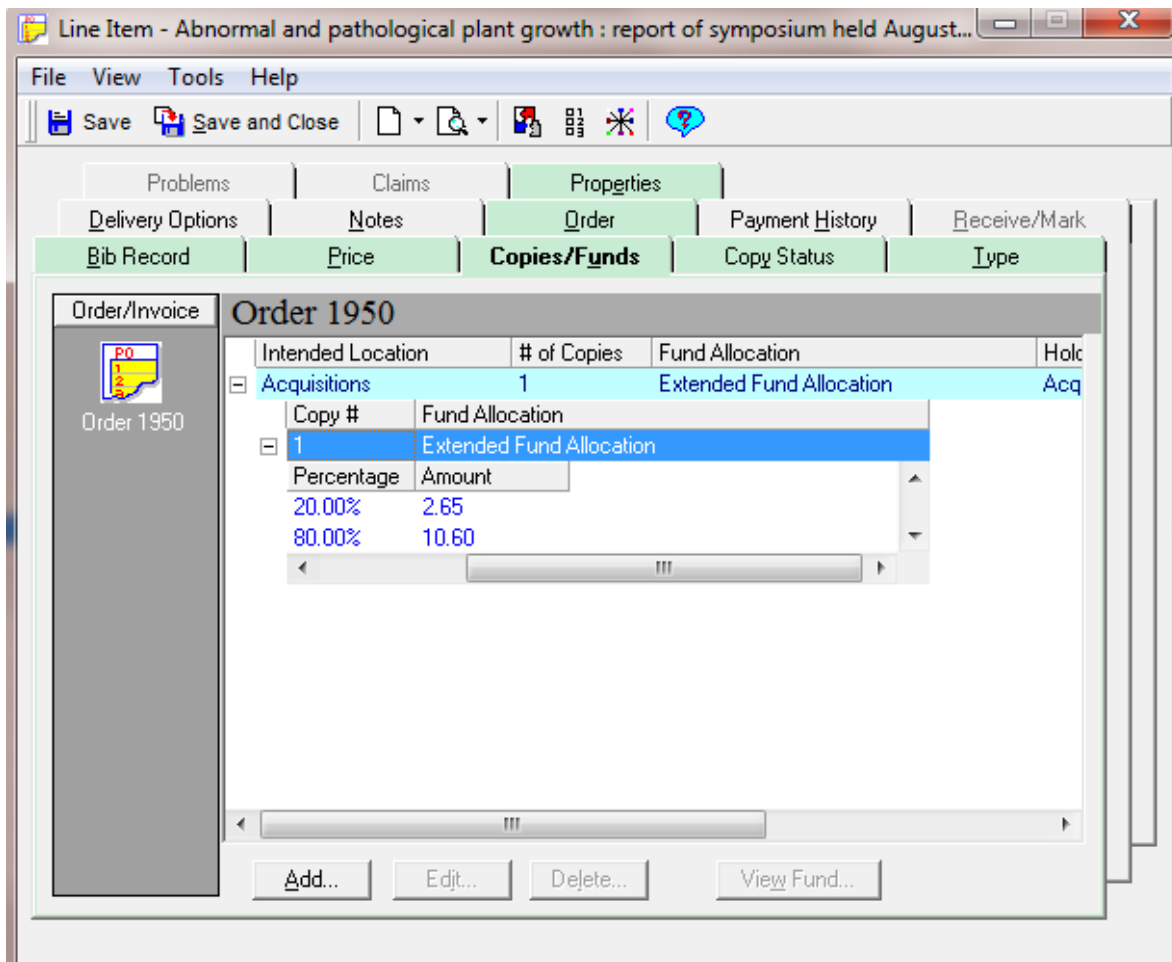 Line Item - Abnormal and pathological plant growth : report of symposium held August...
File View Tools Help
Save Save and Close
Problems Claims Properties
Delivery Options Notes Order Payment History Receive/Mark
Bib Record Price Copies/Funds Copy Status Type
Order/Invoice Order 1950
Intended Location # of Copies Fund Allocation Holc
Acquisitions 1 Extended Fund Allocation Acq
PO
1
2
3
Order 1950
Copy # Fund Allocation
1 Extended Fund Allocation
Percentage Amount
20.00% 2.65
80.00% 10.60
Add... Edit... Delete... View Fund...